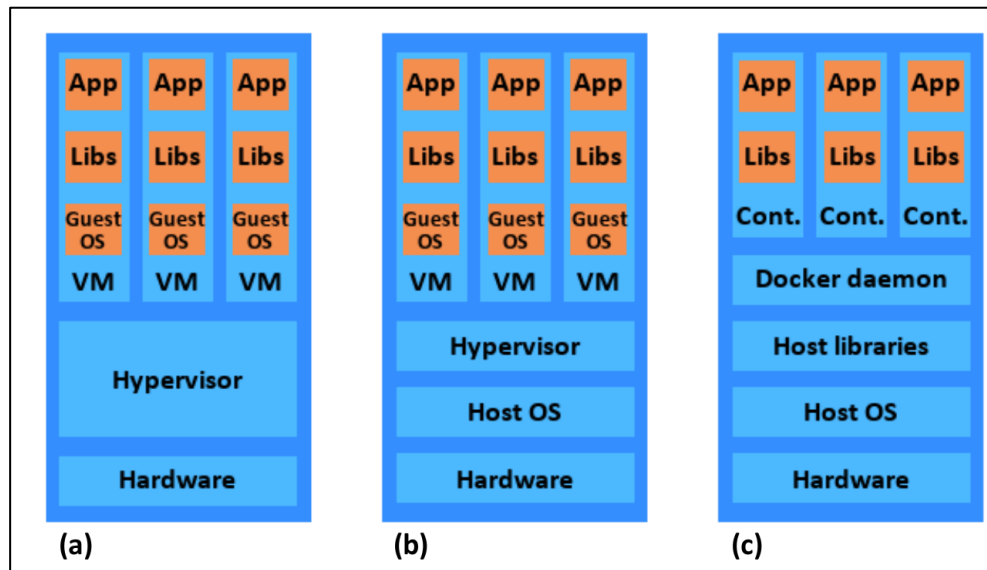 App App App
Libs Libs Libs
Guest OS Guest OS Guest OS
VM VM VM
Hypervisor
Hardware
(a)
App App App
Libs Libs Libs
Guest OS Guest OS Guest OS
VM VM VM
Hypervisor
Host OS
Hardware
(b)
App App App
Libs Libs Libs
Cont. Cont. Cont.
Docker daemon
Host libraries
Host OS
Hardware
(c)